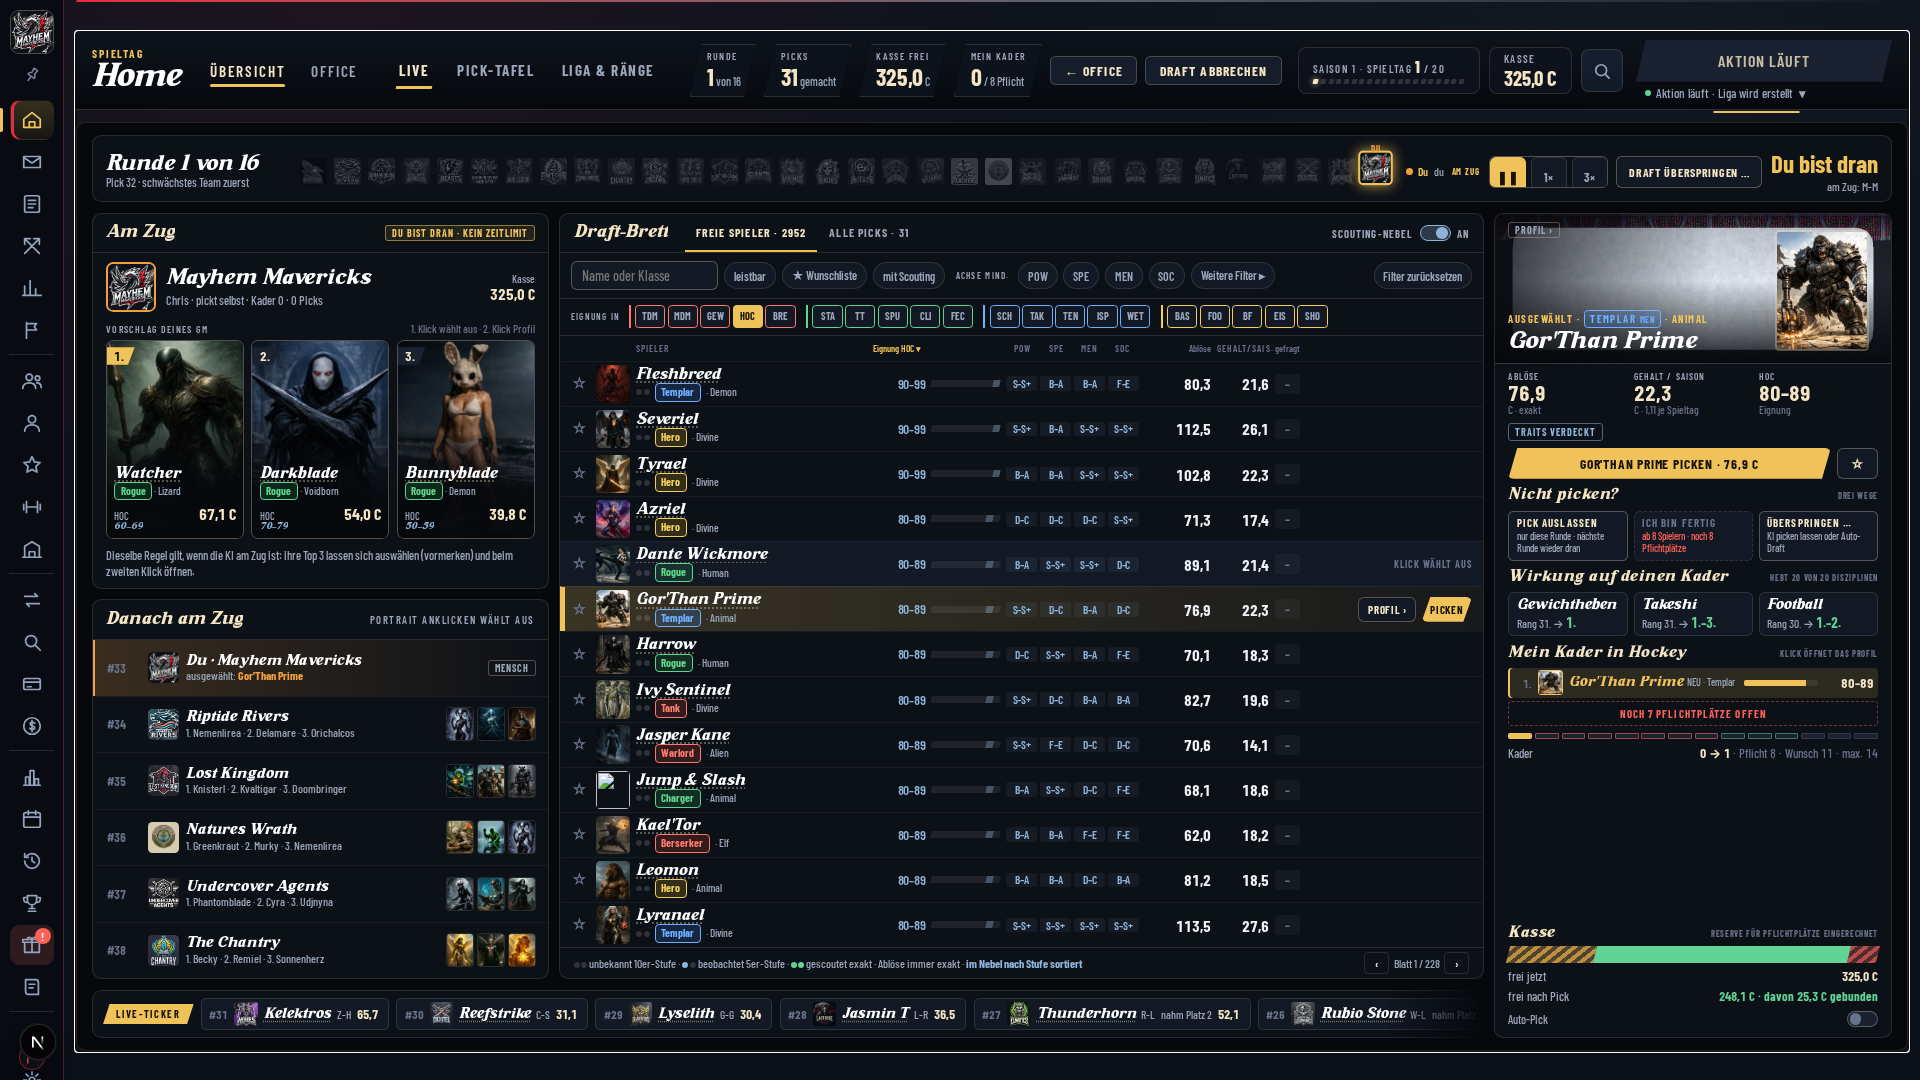 SPIELTAG
Home
ÜBERSICHT
OFFICE
LIVE
PICK-TAFEL
LIGA & RÄNGE
RUNDE
1 von 16
PICKS
31 gemacht
KASSE FREI
325,0 C
MEIN KADER
0 / 8 Pflicht
← OFFICE
DRAFT ABBRECHEN
SAISON 1 · SPIELTAG 1 / 20
KASSE
325,0 C
AKTION LÄUFT
Aktion läuft · Liga wird erstellt ▼
Runde 1 von 16
Pick 32 · schwächstes Team zuerst
DU
Du du AM ZUG
1×
3×
DRAFT ÜBERSPRINGEN ...
Du bist dran
am Zug: M-M
Am Zug
DU BIST DRAN · KEIN ZEITLIMIT
Mayhem Mavericks
Chris · pickt selbst · Kader 0 · 0 Picks
Kasse
325,0 C
VORSCHLAG DEINES GM
1. Klick wählt aus · 2. Klick Profil
1.
Watcher
Rogue · Lizard
HOC
60-69
67,1 C
2.
Darkblade
Rogue · Voidborn
HOC
70-79
54,0 C
3.
Bunnyblade
Rogue · Demon
HOC
50-59
39,8 C
Dieselbe Regel gilt, wenn die KI am Zug ist: Ihre Top 3 lassen sich auswählen (vormerken) und beim
zweiten Klick öffnen.
Danach am Zug
PORTRAIT ANKLICKEN WÄHLT AUS
#33
Du · Mayhem Mavericks
ausgewählt: Gor'Than Prime
MENSCH
#34
Riptide Rivers
1. Nemenlirea · 2. Delamare · 3. Orichalcos
#35
Lost Kingdom
1. Knisterl · 2. Kvaltigar · 3. Doombringer
#36
Natures Wrath
1. Greenkraut · 2. Murky · 3. Nemenlirea
#37
Undercover Agents
1. Phantomblade · 2. Cyra · 3. Udjnyna
#38
The Chantry
1. Becky · 2. Remiel · 3. Sonnenherz
Draft-Brett
FREIE SPIELER · 2952
ALLE PICKS · 31
SCOUTING-NEBEL AN
Name oder Klasse
leistbar
★ Wunschliste
mit Scouting
ACHSE MIND.
POW
SPE
MEN
SOC
Weitere Filter ▸
Filter zurücksetzen
EIGNUNG IN
TDM
MDM
GEW
HOC
BRE
STA
TT
SPU
CLI
FEC
SCH
TAK
TEN
ISP
WET
BAS
FOO
BF
EIS
SHO
SPIELER
Eignung HOC ▾
POW
SPE
MEN
SOC
Ablöse
GEHALT/SAIS.
gefragt
Fleshbreed
Templar · Demon
90-99 S-S+ B-A B-A F-E 80,3 21,6 –
Severiel
Hero · Divine
90-99 S-S+ B-A S-S+ S-S+ 112,5 26,1 –
Tyrael
Hero · Divine
90-99 B-A B-A S-S+ S-S+ 102,8 22,3 –
Azriel
Hero · Divine
80-89 D-C D-C D-C S-S+ 71,3 17,4 –
Dante Wickmore
Rogue · Human
80-89 B-A S-S+ S-S+ D-C 89,1 21,4 –
KLICK WÄHLT AUS
Gor'Than Prime
Templar · Animal
80-89 S-S+ D-C B-A D-C 76,9 22,3 –
PROFIL ›
PICKEN
Harrow
Rogue · Human
80-89 D-C S-S+ B-A F-E 70,1 18,3 –
Ivy Sentinel
Tank · Divine
80-89 S-S+ D-C B-A B-A 82,7 19,6 –
Jasper Kane
Warlord · Alien
80-89 S-S+ F-E D-C D-C 70,6 14,1 –
Jump & Slash
Charger · Animal
80-89 B-A S-S+ D-C F-E 68,1 18,6 –
Kael'Tor
Berserker · Elf
80-89 B-A B-A F-E F-E 62,0 18,2 –
Leomon
Hero · Animal
80-89 B-A B-A D-C B-A 81,2 18,5 –
Lyranael
Templar · Divine
80-89 S-S+ S-S+ S-S+ S-S+ 113,5 27,6 –
unbekannt 10er-Stufe · beobachtet 5er-Stufe · gescoutet exakt · Ablöse immer exakt · im Nebel nach Stufe sortiert
‹ Blatt 1 / 228 ›
PROFIL ›
AUSGEWÄHLT · TEMPLAR MEN · ANIMAL
Gor'Than Prime
ABLÖSE
76,9
C · exakt
GEHALT / SAISON
22,3
C · 1,11 je Spieltag
HOC
80-89
Eignung
TRAITS VERDECKT
GOR'THAN PRIME PICKEN · 76,9 C
Nicht picken?
DREI WEGE
PICK AUSLASSEN
nur diese Runde · nächste
Runde wieder dran
ICH BIN FERTIG
ab 8 Spielern · noch 8
Pflichtplätze
ÜBERSPRINGEN ...
KI picken lassen oder Auto-
Draft
Wirkung auf deinen Kader
HEBT 20 VON 20 DISZIPLINEN
Gewichtheben
Rang 31. → 1.
Takeshi
Rang 31. → 1.-3.
Football
Rang 30. → 1.-2.
Mein Kader in Hockey
KLICK ÖFFNET DAS PROFIL
1. Gor'Than Prime NEU · Templar 80-89
NOCH 7 PFLICHTPLÄTZE OFFEN
Kader
0 → 1 · Pflicht 8 · Wunsch 11 · max. 14
Kasse
RESERVE FÜR PFLICHTPLÄTZE EINGERECHNET
frei jetzt
325,0 C
frei nach Pick
248,1 C · davon 25,3 C gebunden
Auto-Pick
LIVE-TICKER
#31 Kelektros Z-H 65,7
#30 Reefstrike C-S 31,1
#29 Lyselith G-G 30,4
#28 Jasmin T L-R 36,5
#27 Thunderhorn R-L nahm Platz 2 52,1
#26 Rubio Stone W-L nahm Platz